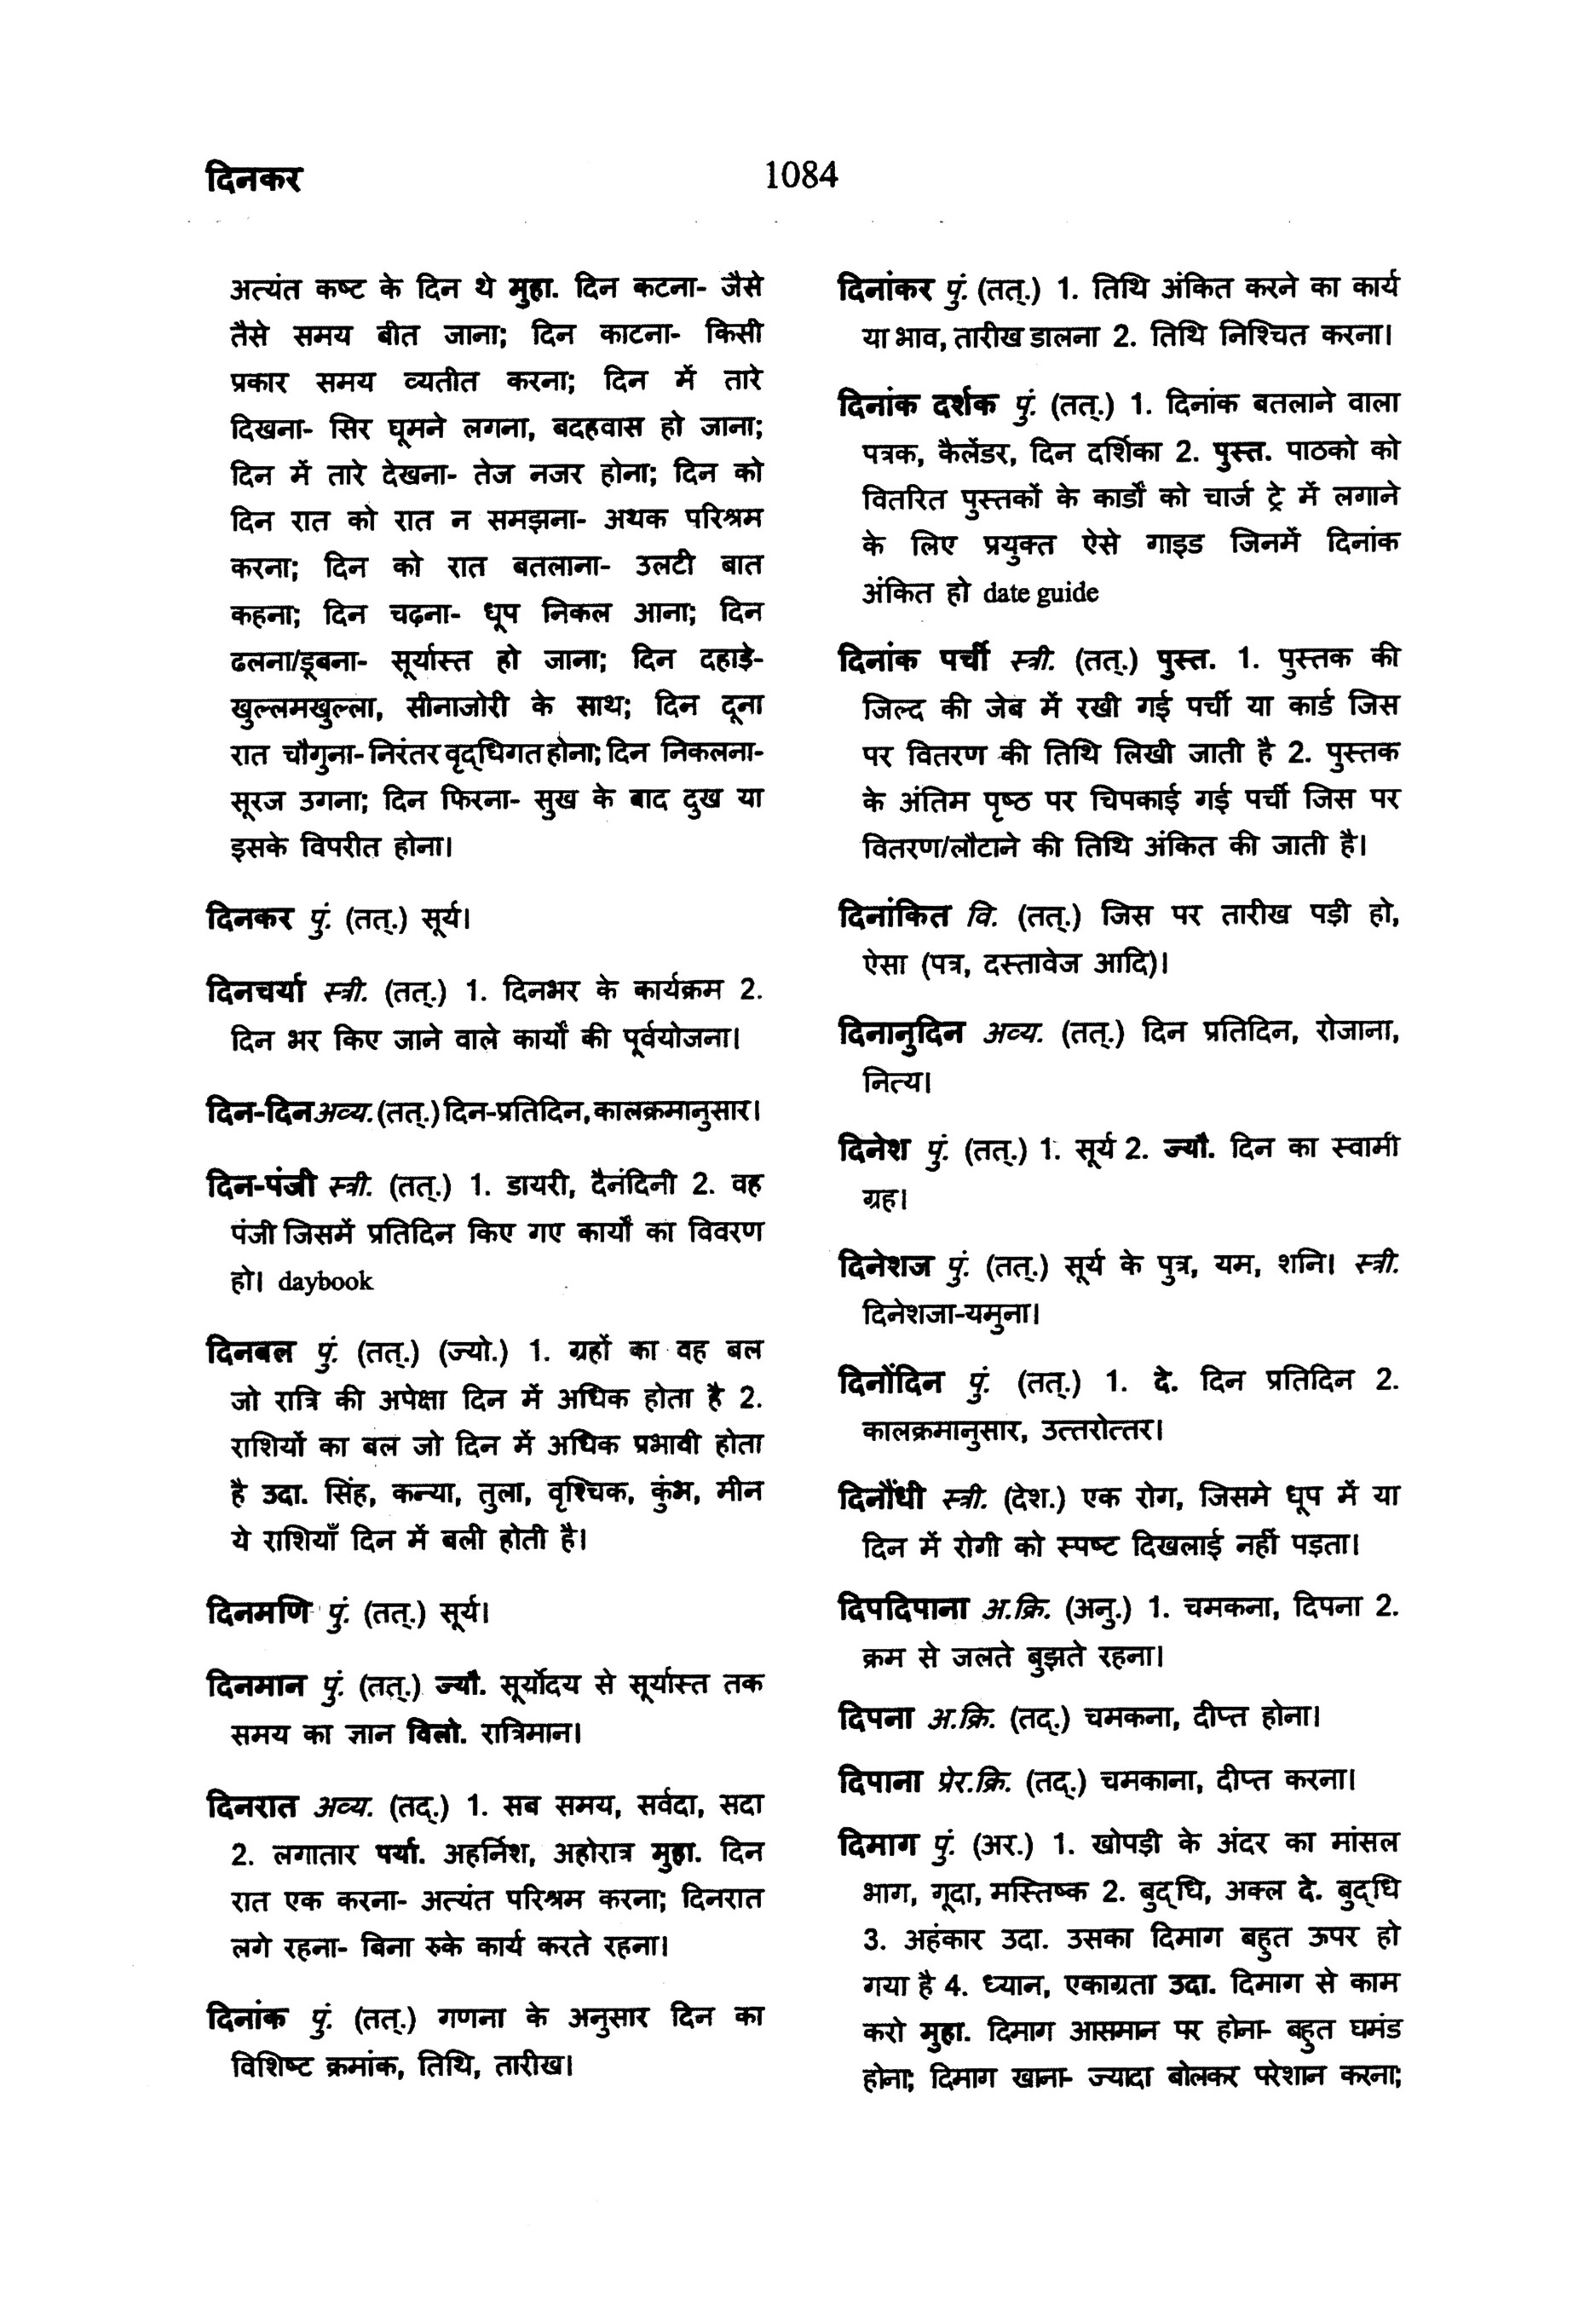 दिनकर
1084
अत्यंत कष्ट के दिन थे मुहा. दिन कटना- जैसे
तैसे समय बीत जाना; दिन काटना- किसी
प्रकार समय व्यतीत करना; दिन में तारे
दिखना- सिर घूमने लगना, बदहवास हो जाना;
दिन में तारे देखना- तेज नजर होना; दिन को
दिन रात को रात न समझना- अथक परिश्रम
करना; दिन को रात बतलाना- उलटी बात
कहना; दिन चढ़ना- धूप निकल आना; दिन
ढलना/डूबना- सूर्यास्त हो जाना; दिन दहाड़े-
खुल्लमखुल्ला, सीनाजोरी के साथ; दिन दूना
रात चौगुना- निरंतर वृद्धिगत होना; दिन निकलना-
सूरज उगना; दिन फिरना- सुख के बाद दुख या
इसके विपरीत होना।
दिनकर पुं. (तत्.) सूर्य।
दिनचर्या स्त्री. (तत्.) 1. दिनभर के कार्यक्रम 2.
दिन भर किए जाने वाले कार्यों की पूर्वयोजना।
दिन-दिन अव्य. (तत्.) दिन-प्रतिदिन, कालक्रमानुसार।
दिन-पंजी स्त्री. (तत्.) 1. डायरी, दैनंदिनी 2. वह
पंजी जिसमें प्रतिदिन किए गए कार्यों का विवरण
हो। daybook
दिनबल पुं. (तत्.) (ज्यो.) 1. ग्रहों का वह बल
जो रात्रि की अपेक्षा दिन में अधिक होता है 2.
राशियों का बल जो दिन में अधिक प्रभावी होता
है उदा. सिंह, कन्या, तुला, वृश्चिक, कुंभ, मीन
ये राशियाँ दिन में बली होती है।
दिनमणि पुं. (तत्.) सूर्य।
दिनमान पुं. (तत्.) ज्यौ. सूर्योदय से सूर्यास्त तक
समय का ज्ञान विलो. रात्रिमान।
दिनरात अव्य. (तद्.) 1. सब समय, सर्वदा, सदा
2. लगातार पर्या. अहर्निश, अहोरात्र मुहा. दिन
रात एक करना- अत्यंत परिश्रम करना; दिनरात
लगे रहना- बिना रुके कार्य करते रहना।
दिनांक पुं. (तत्.) गणना के अनुसार दिन का
विशिष्ट क्रमांक, तिथि, तारीख।
दिनांकर पुं. (तत्.) 1. तिथि अंकित करने का कार्य
या भाव, तारीख डालना 2. तिथि निश्चित करना।
दिनांक दर्शक पुं. (तत्.) 1. दिनांक बतलाने वाला
पत्रक, कैलेंडर, दिन दर्शिका 2. पुस्त. पाठको को
वितरित पुस्तकों के कार्डों को चार्ज ट्रे में लगाने
के लिए प्रयुक्त ऐसे गाइड जिनमें दिनांक
अंकित हो date guide
दिनांक पर्ची स्त्री. (तत्.) पुस्त. 1. पुस्तक की
जिल्द की जेब में रखी गई पर्ची या कार्ड जिस
पर वितरण की तिथि लिखी जाती है 2. पुस्तक
के अंतिम पृष्ठ पर चिपकाई गई पर्ची जिस पर
वितरण/लौटाने की तिथि अंकित की जाती है।
दिनांकित वि. (तत्.) जिस पर तारीख पड़ी हो,
ऐसा (पत्र, दस्तावेज आदि)।
दिनानुदिन अव्य. (तत्.) दिन प्रतिदिन, रोजाना,
नित्य।
दिनेश पुं. (तत्.) 1. सूर्य 2. ज्यौ. दिन का स्वामी
ग्रह।
दिनेशज पुं. (तत्.) सूर्य के पुत्र, यम, शनि। स्त्री.
दिनेशजा-यमुना।
दिनोंदिन पुं. (तत्.) 1. दे. दिन प्रतिदिन 2.
कालक्रमानुसार, उत्तरोत्तर।
दिनौंधी स्त्री. (देश.) एक रोग, जिसमे धूप में या
दिन में रोगी को स्पष्ट दिखलाई नहीं पड़ता।
दिपदिपाना अ.क्रि. (अनु.) 1. चमकना, दिपना 2.
क्रम से जलते बुझते रहना।
दिपना अ.क्रि. (तद्.) चमकना, दीप्त होना।
दिपाना प्रेर.क्रि. (तद्.) चमकाना, दीप्त करना।
दिमाग पुं. (अर.) 1. खोपड़ी के अंदर का मांसल
भाग, गूदा, मस्तिष्क 2. बुद्धि, अक्ल दे. बुद्धि
3. अहंकार उदा. उसका दिमाग बहुत ऊपर हो
गया है 4. ध्यान, एकाग्रता उदा. दिमाग से काम
करो मुहा. दिमाग आसमान पर होना- बहुत घमंड
होना; दिमाग खाना- ज्यादा बोलकर परेशान करना;